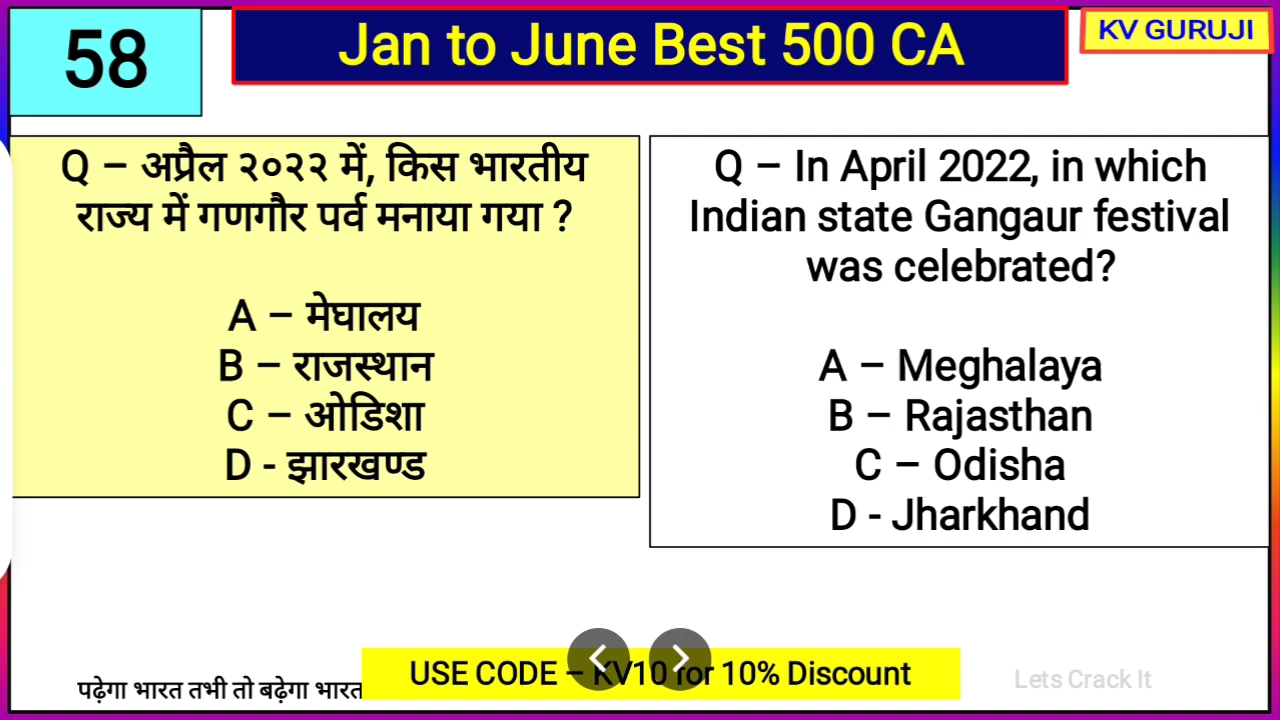 58
Jan to June Best 500 CA
KV GURUJI
Q – अप्रैल २०२२ में, किस भारतीय
राज्य में गणगौर पर्व मनाया गया ?
A – मेघालय
B – राजस्थान
C – ओडिशा
D - झारखण्ड
Q – In April 2022, in which
Indian state Gangaur festival
was celebrated?
A – Meghalaya
B – Rajasthan
C – Odisha
D - Jharkhand
पढ़ेगा भारत तभी तो बढ़ेगा भारत
USE CODE – KV10 for 10% Discount
Lets Crack It